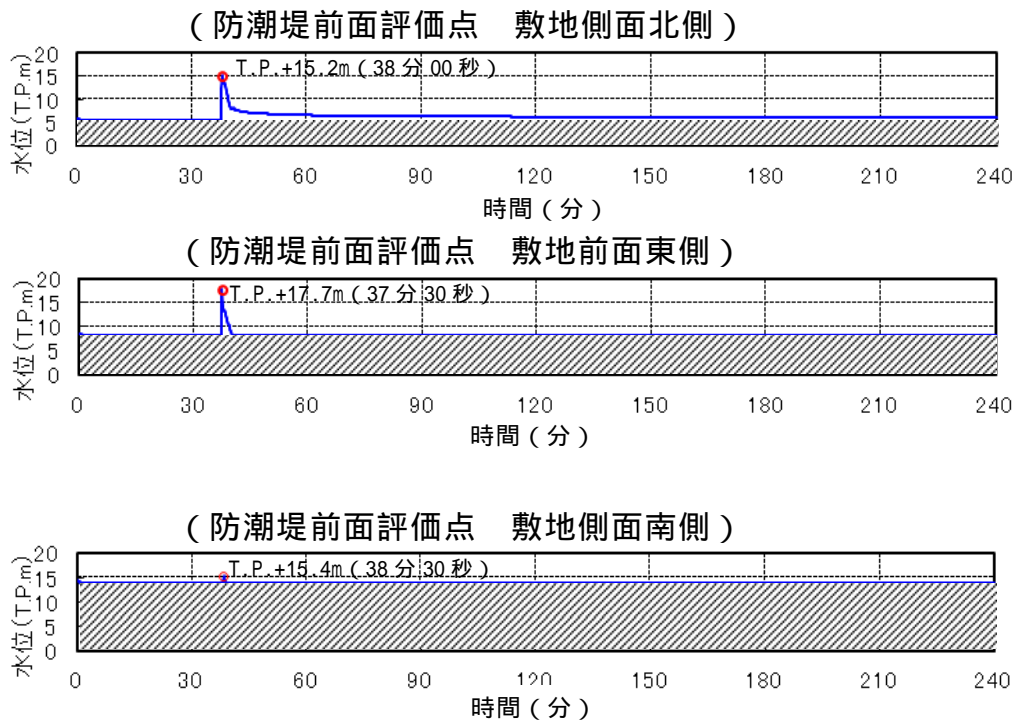 （防潮堤前面評価点　敷地側面北側）
水位(T.P.m)
20
15
10
5
0
T.P.+15.2m（38分00秒）
0 30 60 90 120 150 180 210 240
時間（分）
（防潮堤前面評価点　敷地前面東側）
水位(T.P.m)
20
15
10
5
0
T.P.+17.7m（37分30秒）
0 30 60 90 120 150 180 210 240
時間（分）
（防潮堤前面評価点　敷地側面南側）
水位(T.P.m)
20
15
10
5
0
T.P.+15.4m（38分30秒）
0 30 60 90 120 150 180 210 240
時間（分）